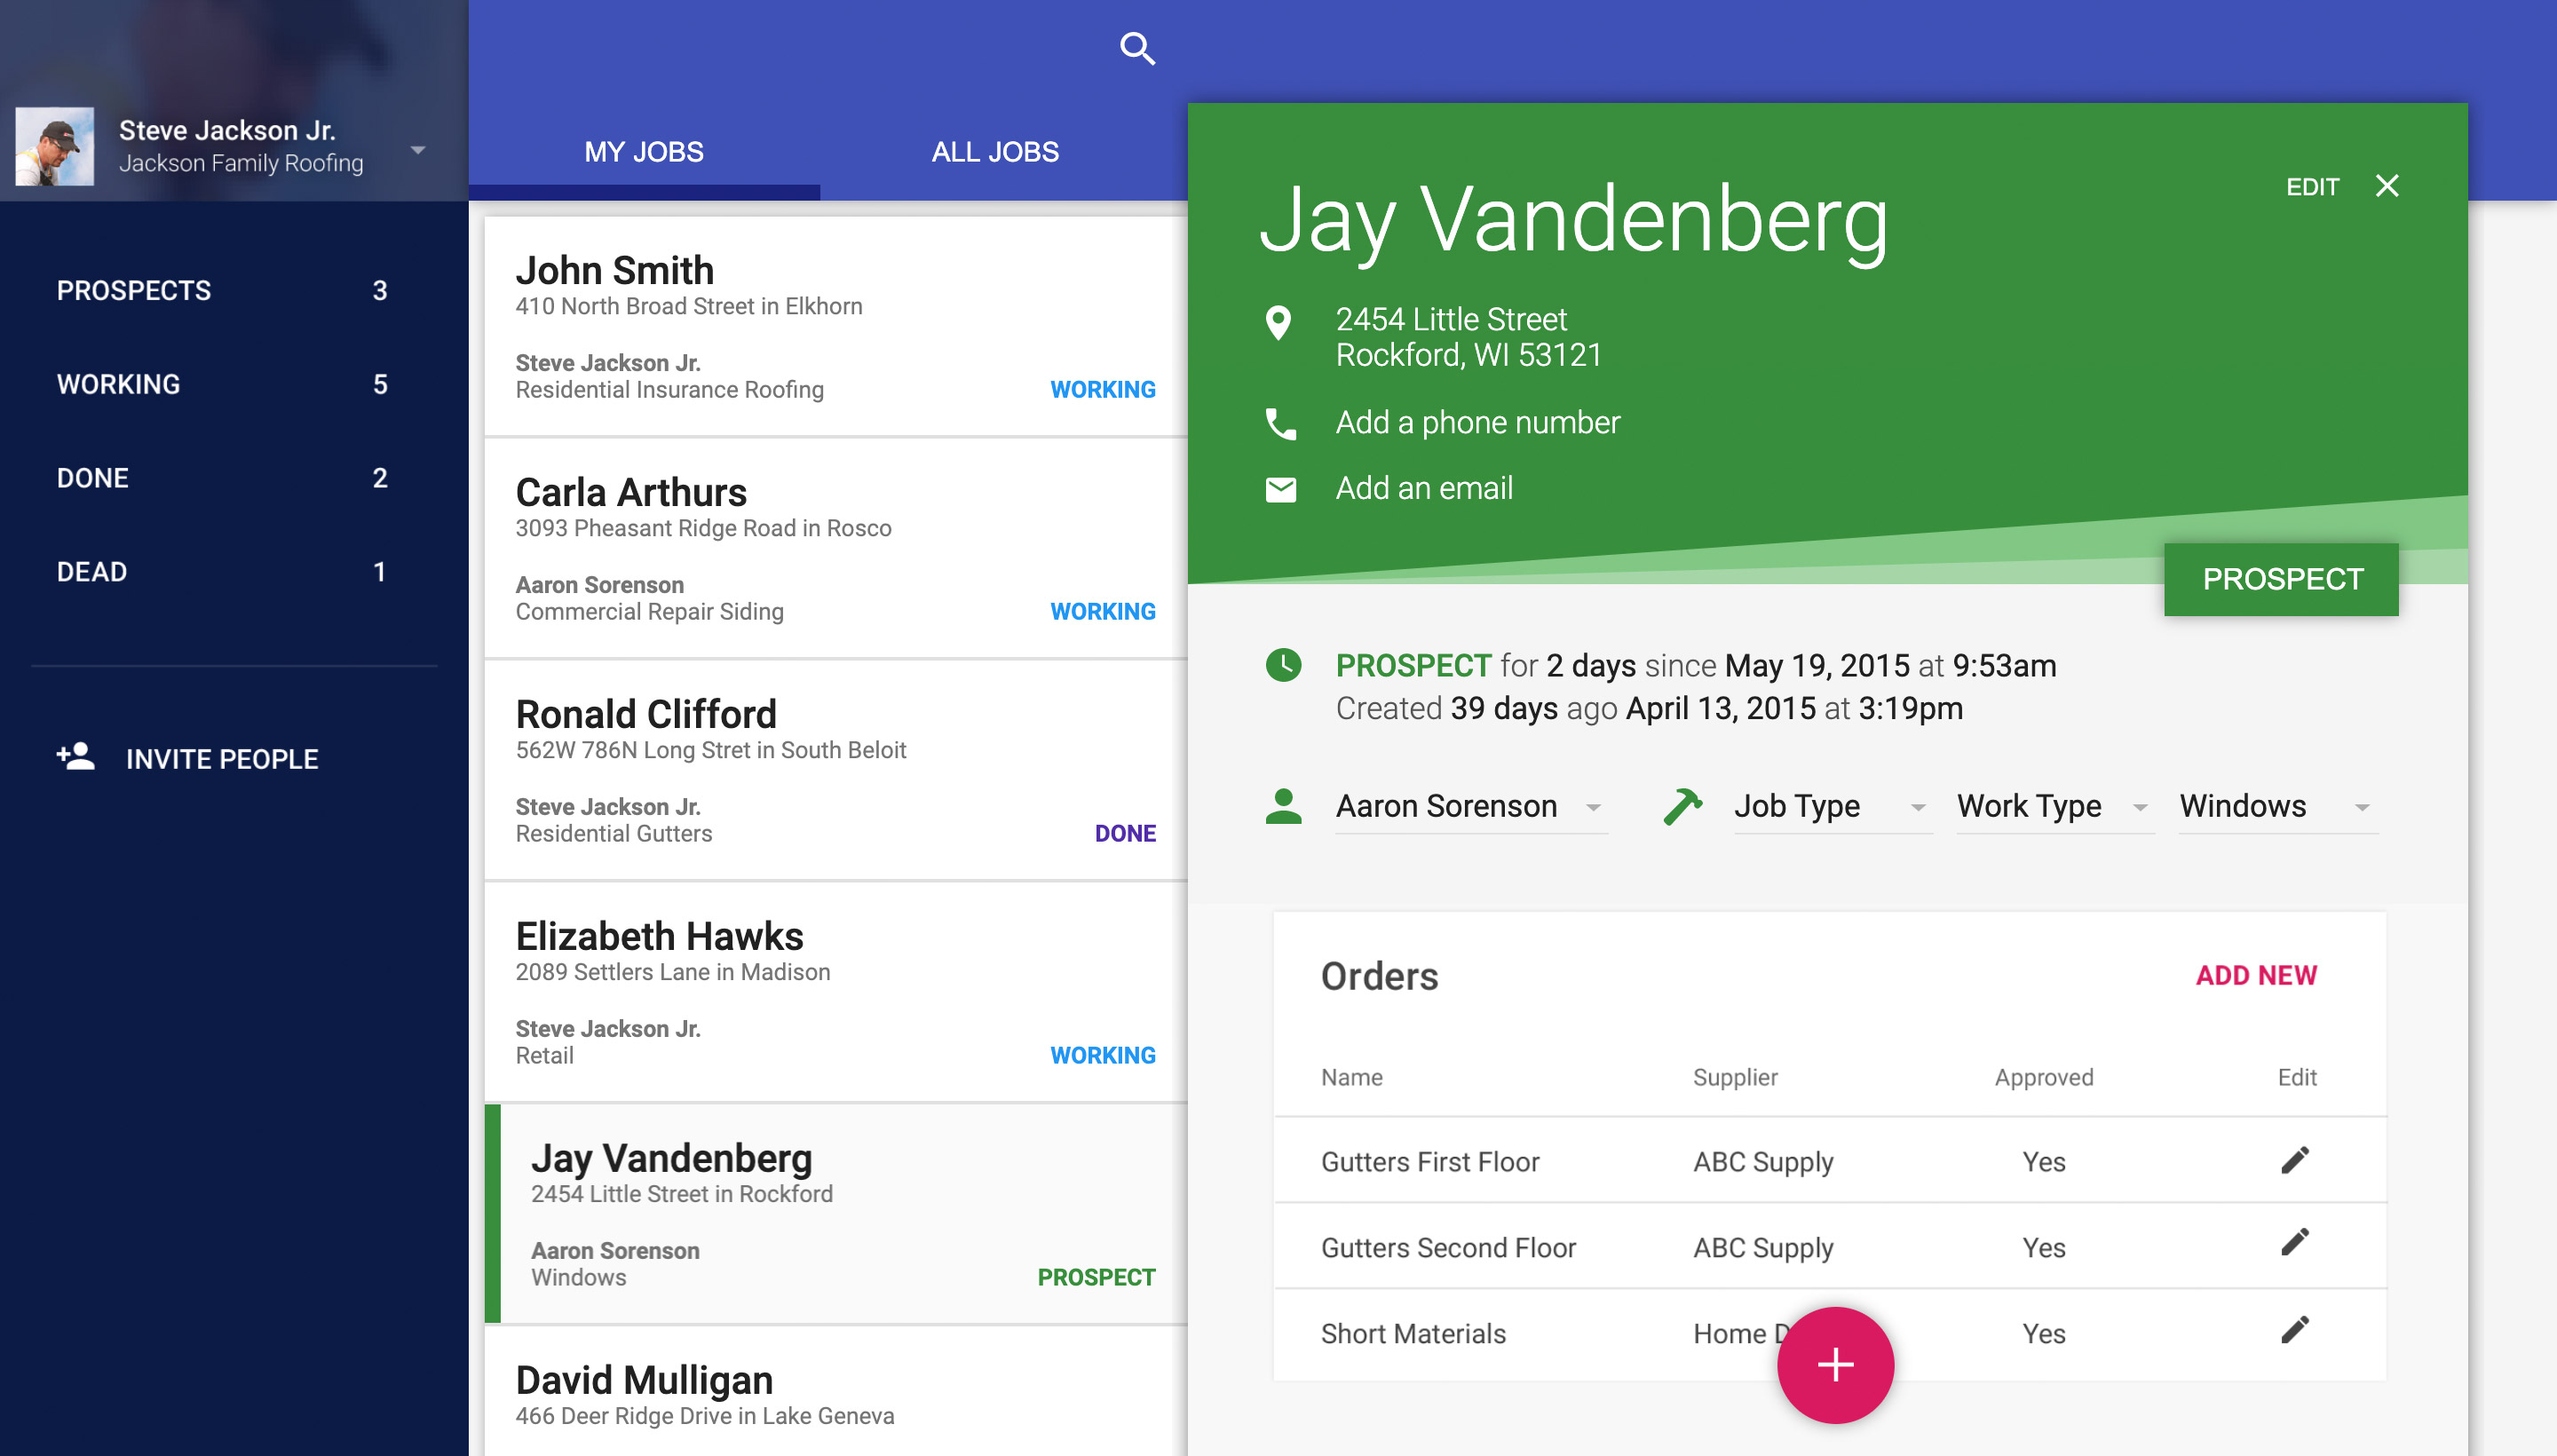 Steve Jackson Jr.
Jackson Family Roofing
PROSPECTS 3
WORKING 5
DONE 2
DEAD 1
INVITE PEOPLE
MY JOBS ALL JOBS
John Smith
410 North Broad Street in Elkhorn
Steve Jackson Jr.
Residential Insurance Roofing WORKING
Carla Arthurs
3093 Pheasant Ridge Road in Rosco
Aaron Sorenson
Commercial Repair Siding WORKING
Ronald Clifford
562W 786N Long Stret in South Beloit
Steve Jackson Jr.
Residential Gutters DONE
Elizabeth Hawks
2089 Settlers Lane in Madison
Steve Jackson Jr.
Retail WORKING
Jay Vandenberg
2454 Little Street in Rockford
Aaron Sorenson
Windows PROSPECT
David Mulligan
466 Deer Ridge Drive in Lake Geneva
EDIT
Jay Vandenberg
2454 Little Street
Rockford, WI 53121
Add a phone number
Add an email
PROSPECT
PROSPECT for 2 days since May 19, 2015 at 9:53am
Created 39 days ago April 13, 2015 at 3:19pm
Aaron Sorenson Job Type Work Type Windows
Orders ADD NEW
Name Supplier Approved Edit
Gutters First Floor ABC Supply Yes
Gutters Second Floor ABC Supply Yes
Short Materials Home Yes